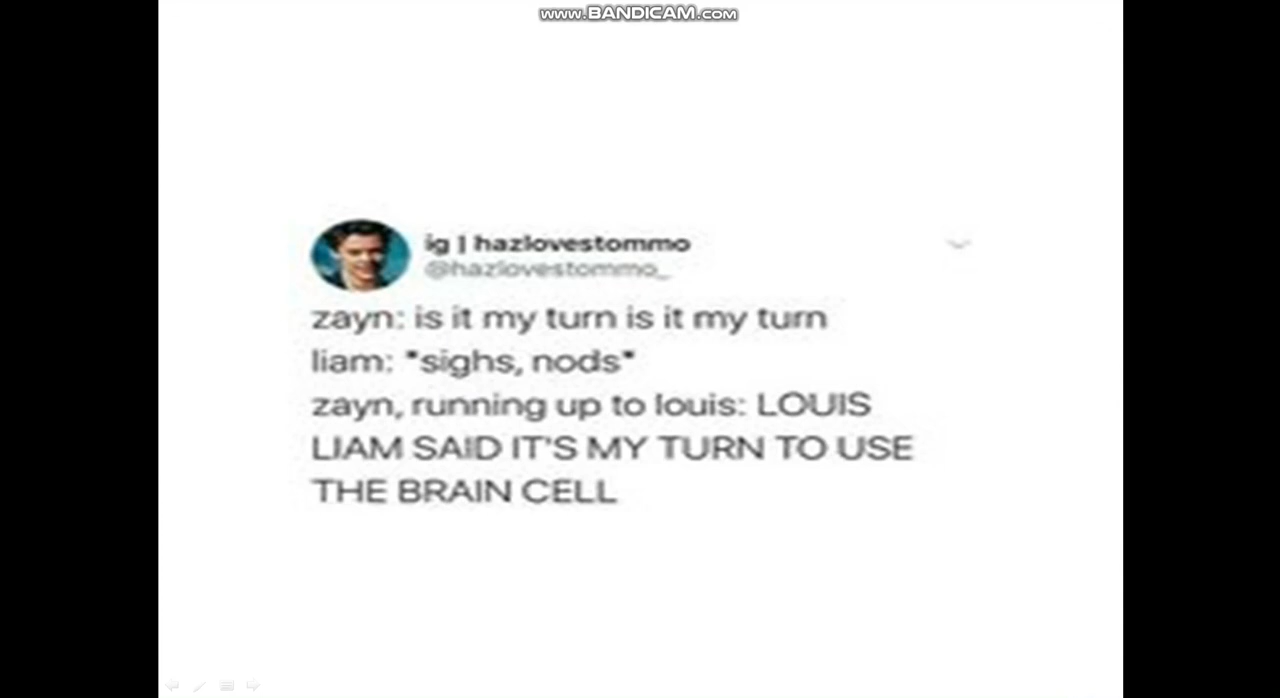 www.BANDICAM.com
ig | hazlovestommo
@hazlovestommo_
zayn: is it my turn is it my turn
liam: *sighs, nods*
zayn, running up to louis: LOUIS
LIAM SAID IT'S MY TURN TO USE
THE BRAIN CELL